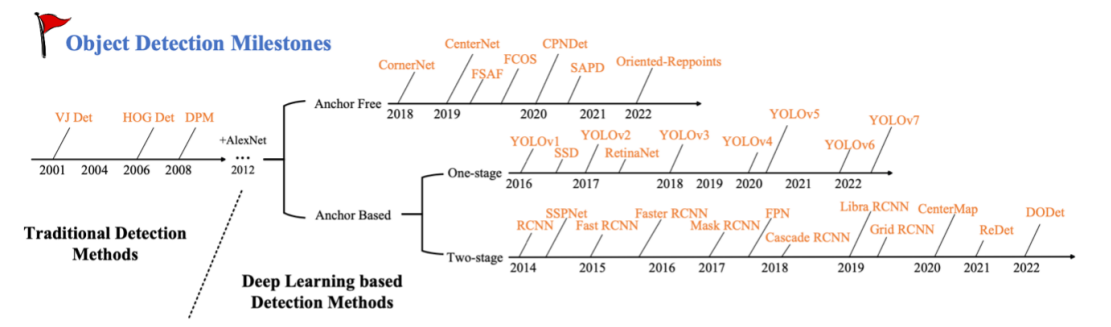 Object Detection Milestones
VJ Det HOG Det DPM
+AlexNet
...
2001 2004 2006 2008 2012
Traditional Detection
Methods
Deep Learning based
Detection Methods
Anchor Free
CornerNet CenterNet FSAF FCOS CPNDet SAPD Oriented-Reppoints
2018 2019 2020 2021 2022
Anchor Based
One-stage
YOLOv1 SSD YOLOv2 RetinaNet YOLOv3 YOLOv4 YOLOv5 YOLOv6 YOLOv7
2016 2017 2018 2019 2020 2021 2022
Two-stage
RCNN SSPNet Fast RCNN Faster RCNN Mask RCNN FPN Cascade RCNN Libra RCNN Grid RCNN CenterMap ReDet DODet
2014 2015 2016 2017 2018 2019 2020 2021 2022